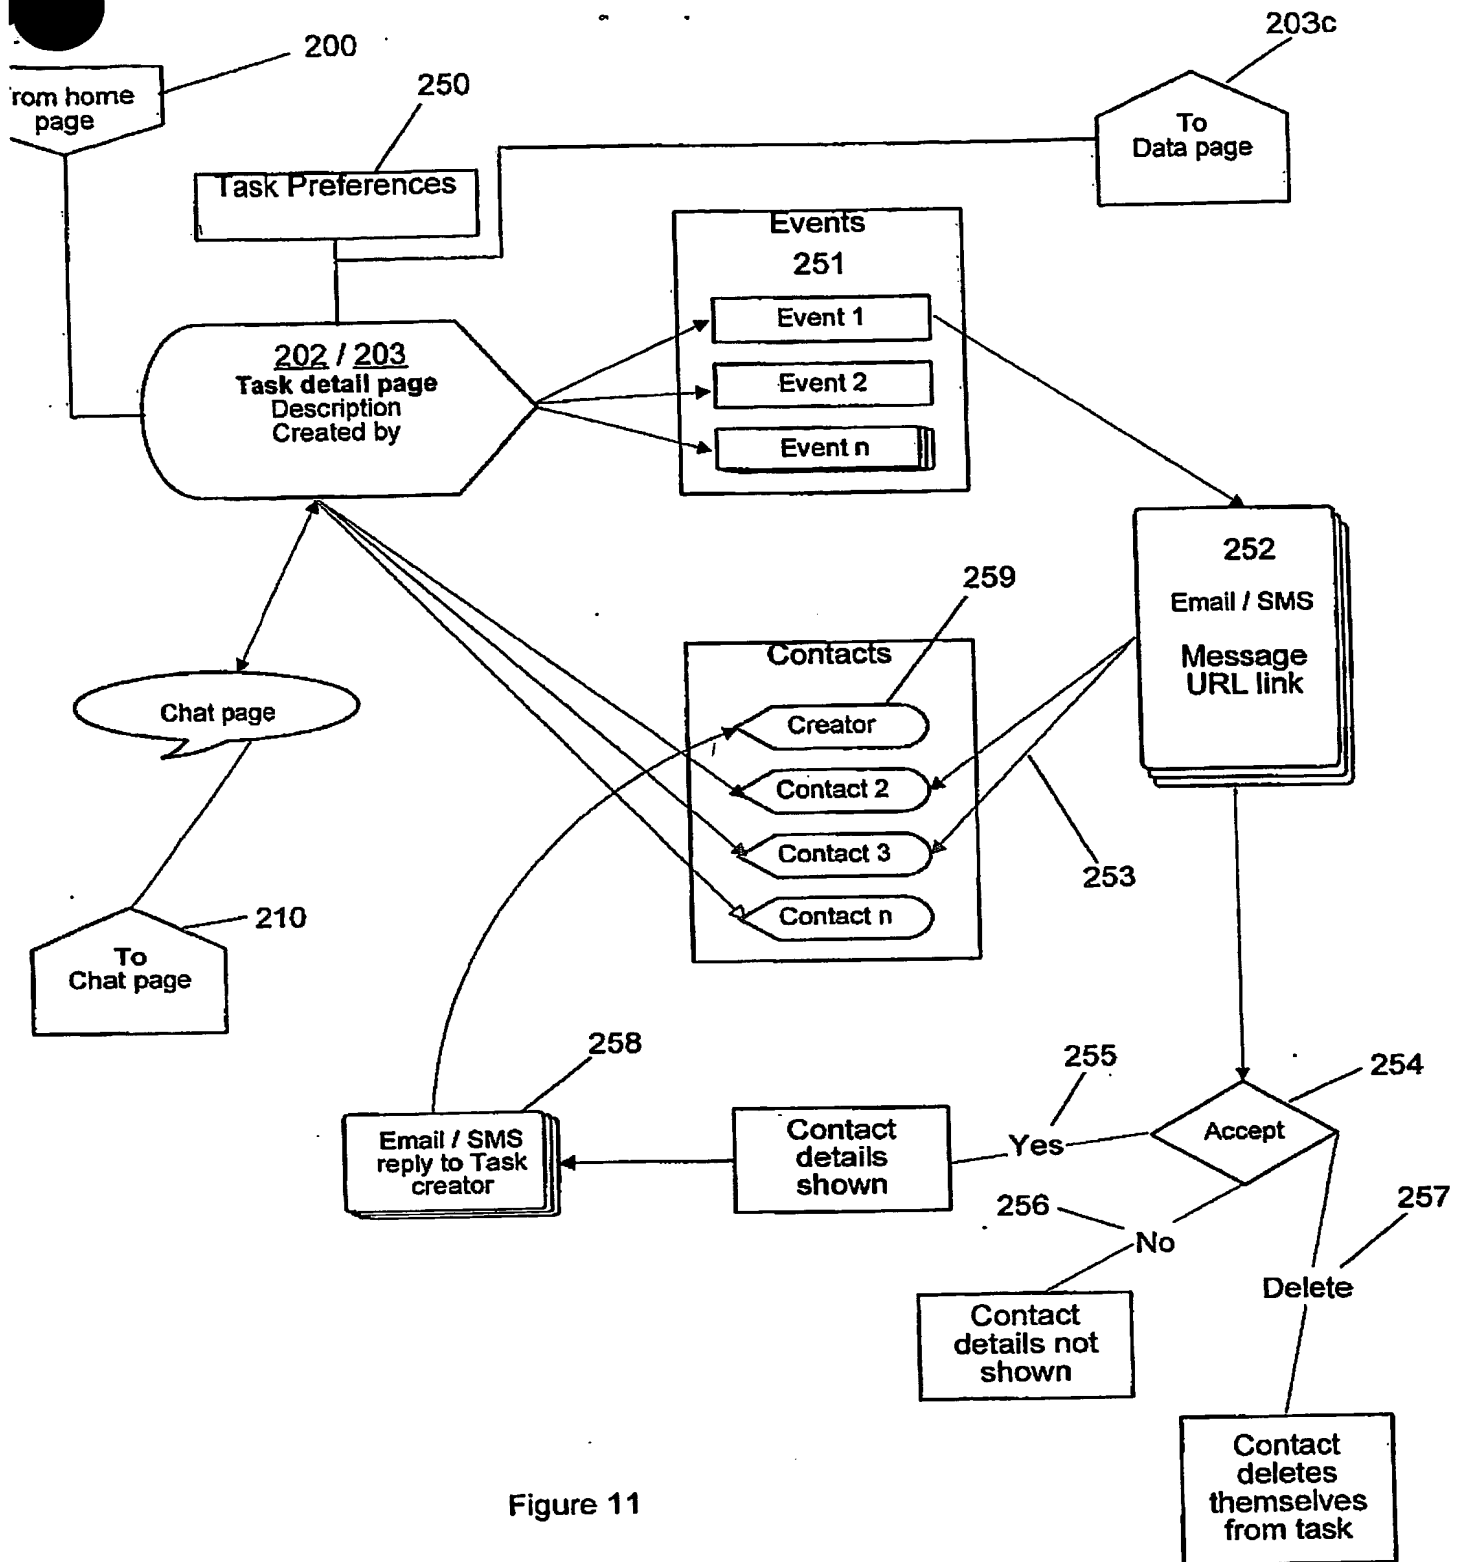 200
203c
rom home
page
250
To
Data page
Task Preferences
Events
251
Event 1
Event 2
Event n
202 / 203
Task detail page
Description
Created by
252
Email / SMS
Message
URL link
259
Contacts
Creator
Contact 2
Contact 3
Contact n
253
Chat page
210
To
Chat page
258
255
254
Email / SMS
reply to Task
creator
Contact
details
shown
Yes
Accept
256
No
257
Delete
Contact
details not
shown
Contact
deletes
themselves
from task
Figure 11